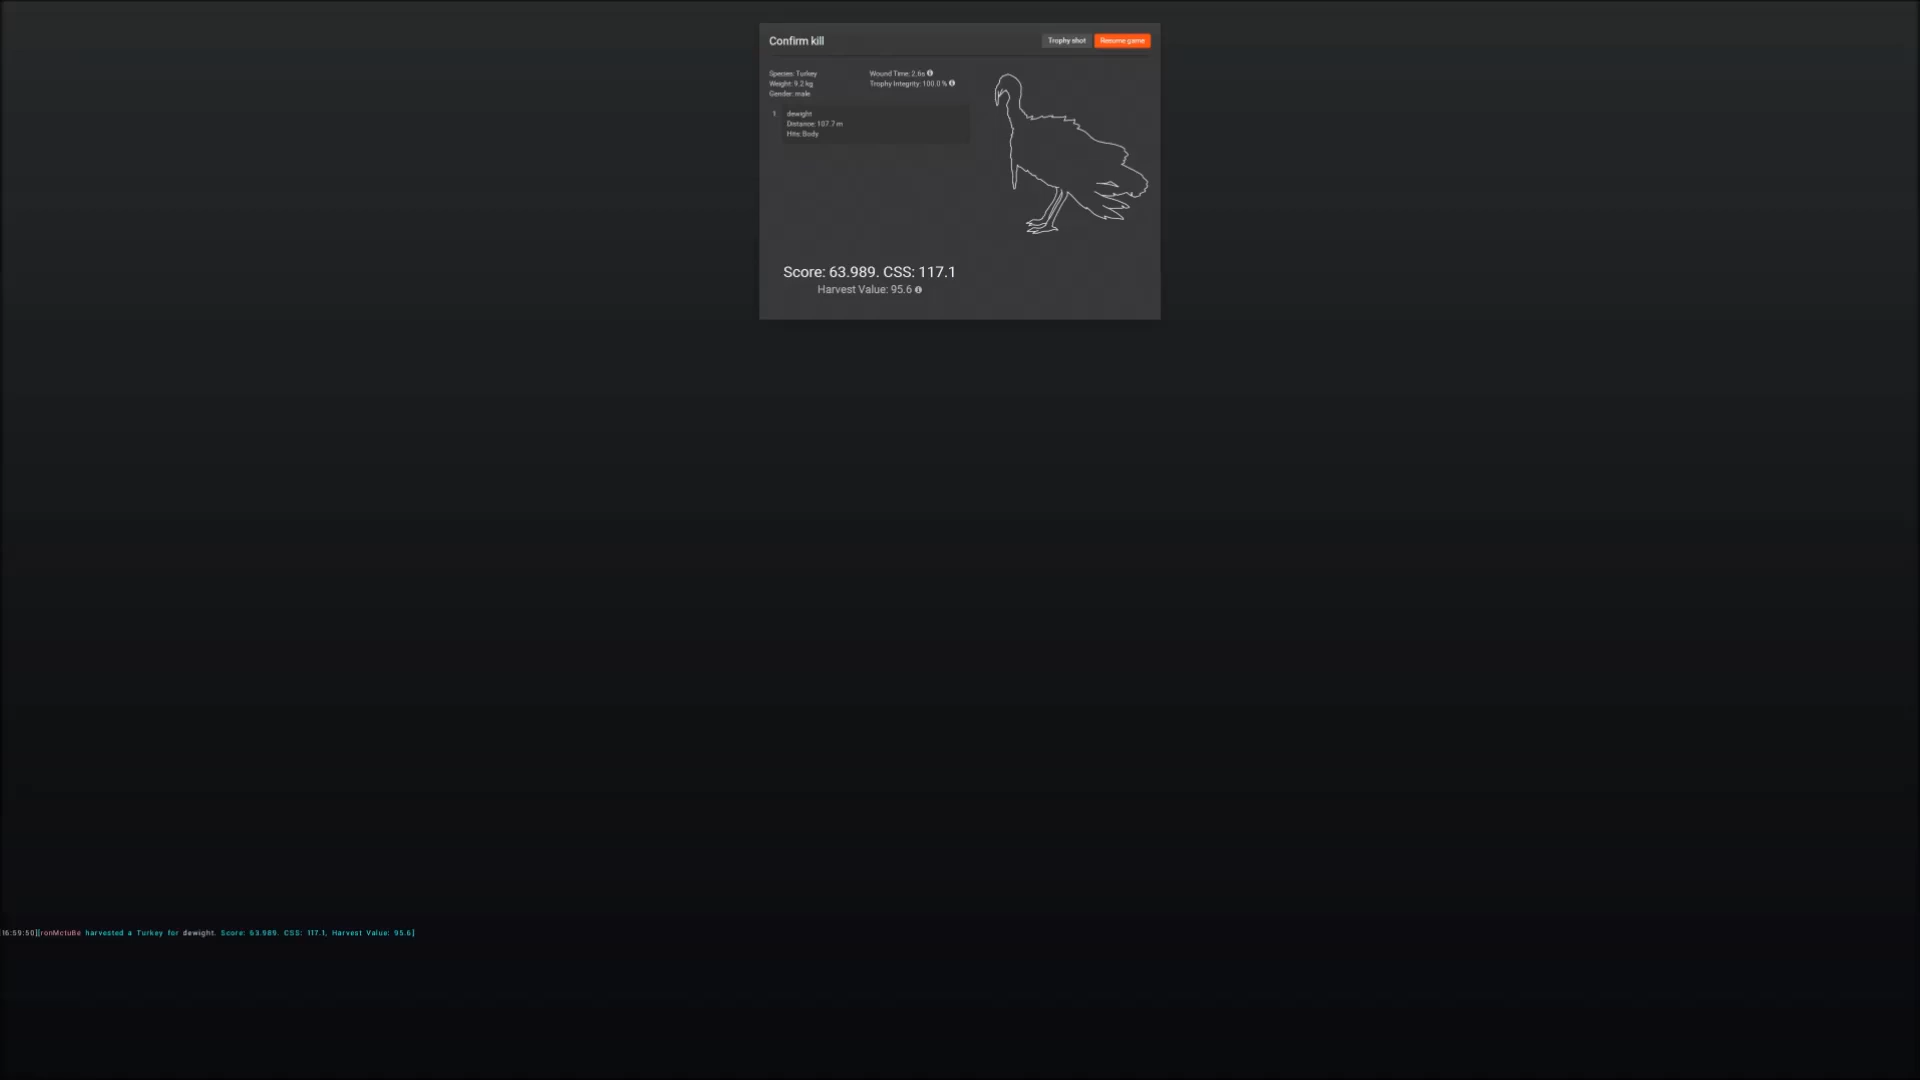 Confirm kill
Trophy shot
Resume game
Species: Turkey
Weight: 9.2 kg
Gender: male
Wound Time: 2.6s
Trophy Integrity: 100.0 %
1
dewight
Distance: 107.7 m
Hits: Body
Score: 63.989. CSS: 117.1
Harvest Value: 95.6
16:59:50][ronMctuBe harvested a Turkey for dewight. Score: 63.989. CSS: 117.1, Harvest Value: 95.6]